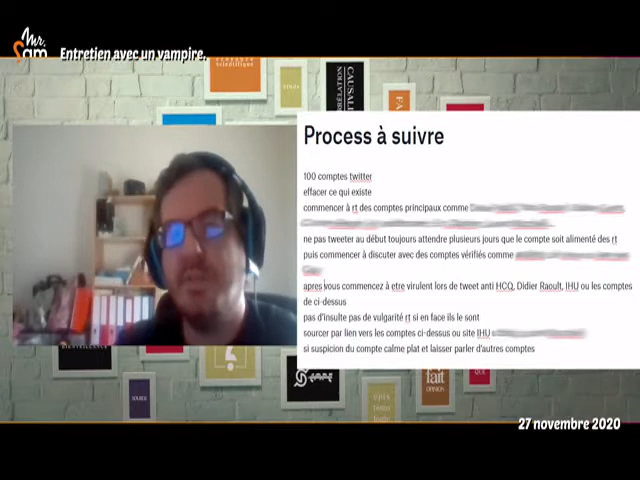 Mr.
Sam
Entretien avec un vampire.
scientifique
CAUSALI
Process à suivre
100 comptes twitter
effacer ce qui existe
commencer à rt des comptes principaux comme
ne pas tweeter au début toujours attendre plusieurs jours que le compte soit alimenté des rt
puis commencer à discuter avec des comptes vérifiés comme
apres vous commencez à etre virulent lors de tweet anti HCQ, Didier Raoult, IHU ou les comptes
de ci-dessus
pas d'insulte pas de vulgarité rt si en face ils le sont
sourcer par lien vers les comptes ci-dessus ou site IHU
si suspicion du compte calme plat et laisser parler d'autres comptes
fait
OPINION
QUE
27 novembre 2020